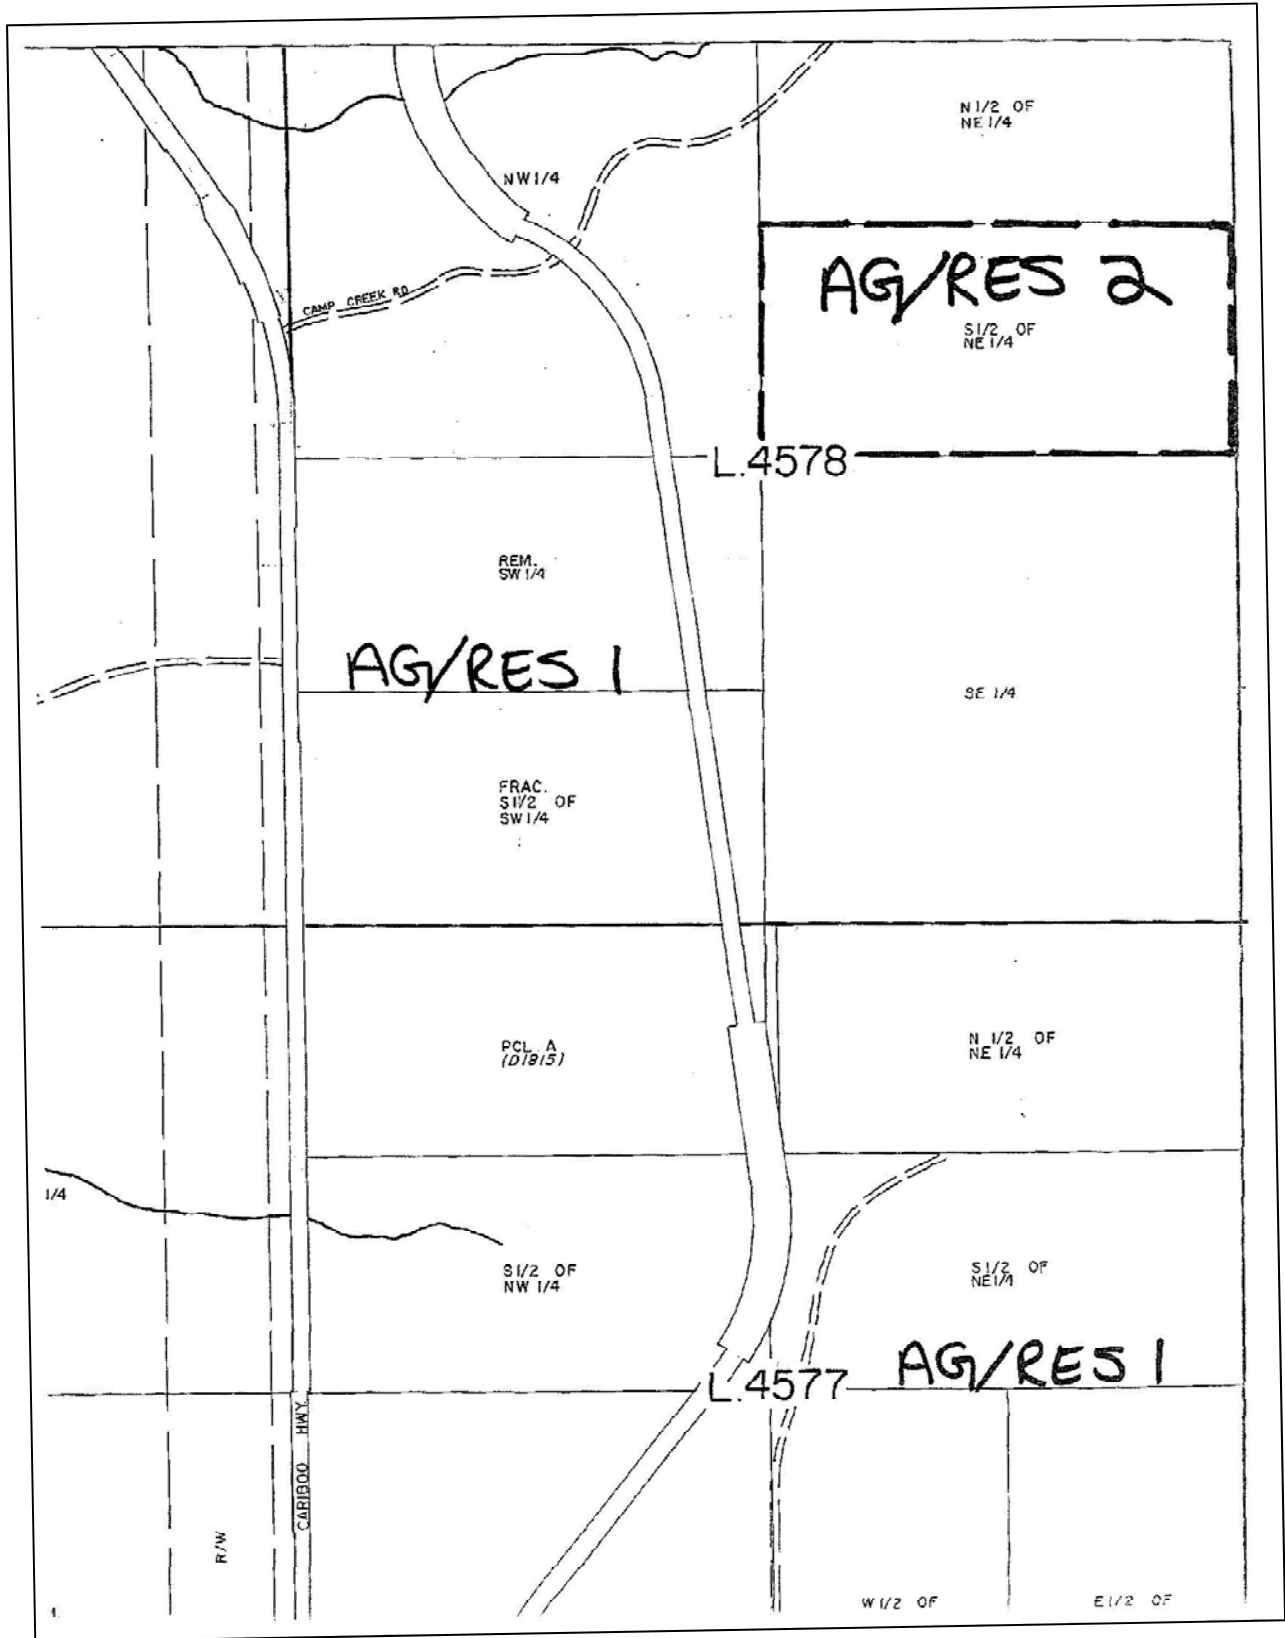 N 1/2 OF
NE 1/4
NW 1/4
AG/RES 2
CAMP CREEK RD
S 1/2 OF
NE 1/4
L.4578
REM.
SW 1/4
AG/RES 1
SE 1/4
FRAC.
S 1/2 OF
SW 1/4
PCL. A
(D1815)
N 1/2 OF
NE 1/4
1/4
S 1/2 OF
NW 1/4
S 1/2 OF
NE 1/4
AG/RES 1
L.4577
CARIBOO HWY.
R/W
W 1/2 OF
E 1/2 OF